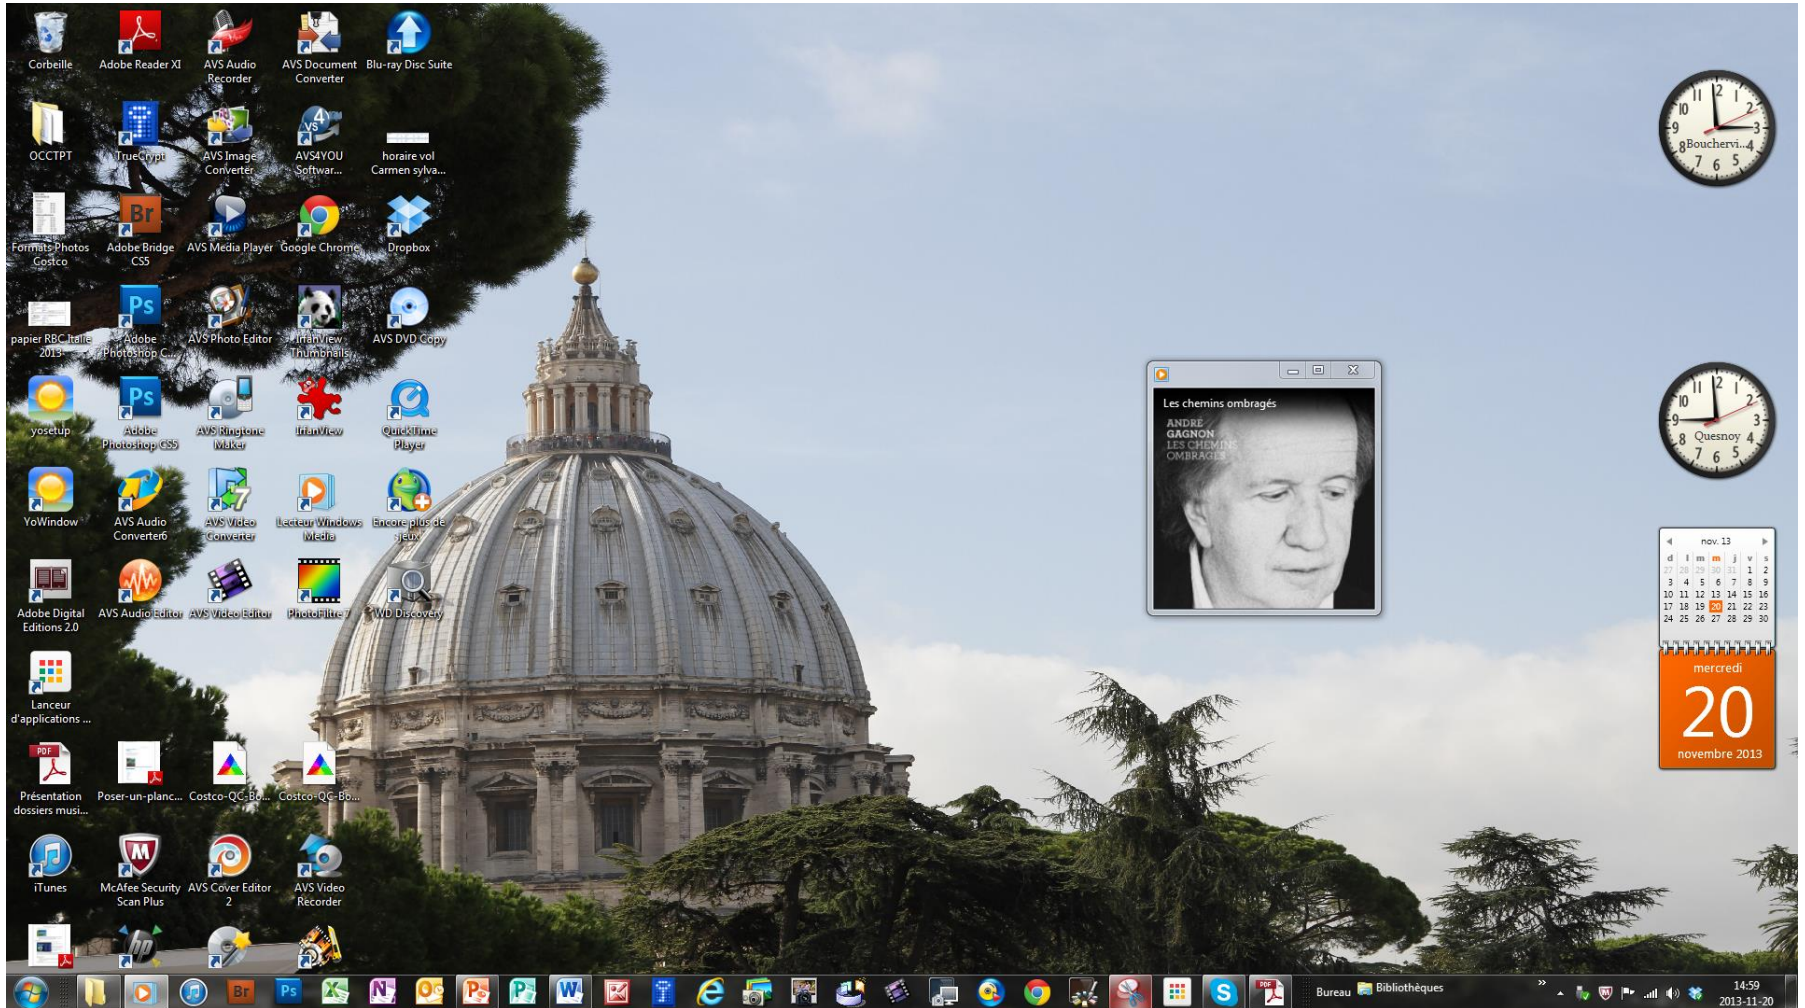 Corbeille
Adobe Reader XI
AVS Audio
Recorder
AVS Document
Converter
Blu-ray Disc Suite
OCCTPT
TrueCrypt
AVS Image
Converter
AVS4YOU
Softwar...
horaire vol
Carmen sylva...
Formats Photos
Costco
Adobe Bridge
CS5
AVS Media Player
Google Chrome
Dropbox
papier RBC Italie
2013
Adobe
Photoshop C...
AVS Photo Editor
IrfanView
Thumbnails
AVS DVD Copy
yosetup
Adobe
Photoshop CS5
AVS Ringtone
Maker
IrfanView
QuickTime
Player
YoWindow
AVS Audio
Converter6
AVS Video
Converter
Lecteur Windows
Media
Encore plus de
jeux
Adobe Digital
Editions 2.0
AVS Audio Editor
AVS Video Editor
PhotoFiltre 7
WD Discovery
Lanceur
d'applications ...
Présentation
dossiers musi...
Poser-un-planc...
Costco-QC-Bo...
Costco-QC-Bo...
iTunes
McAfee Security
Scan Plus
AVS Cover Editor
2
AVS Video
Recorder
Les chemins ombragés
ANDRÉ
GAGNON
LES CHEMINS
OMBRAGÉS
Bouchervi...
Quesnoy
nov. 13
d l m m j v s
27 28 29 30 31 1 2
3 4 5 6 7 8 9
10 11 12 13 14 15 16
17 18 19 20 21 22 23
24 25 26 27 28 29 30
mercredi
20
novembre 2013
Bureau
Bibliothèques
14:59
2013-11-20